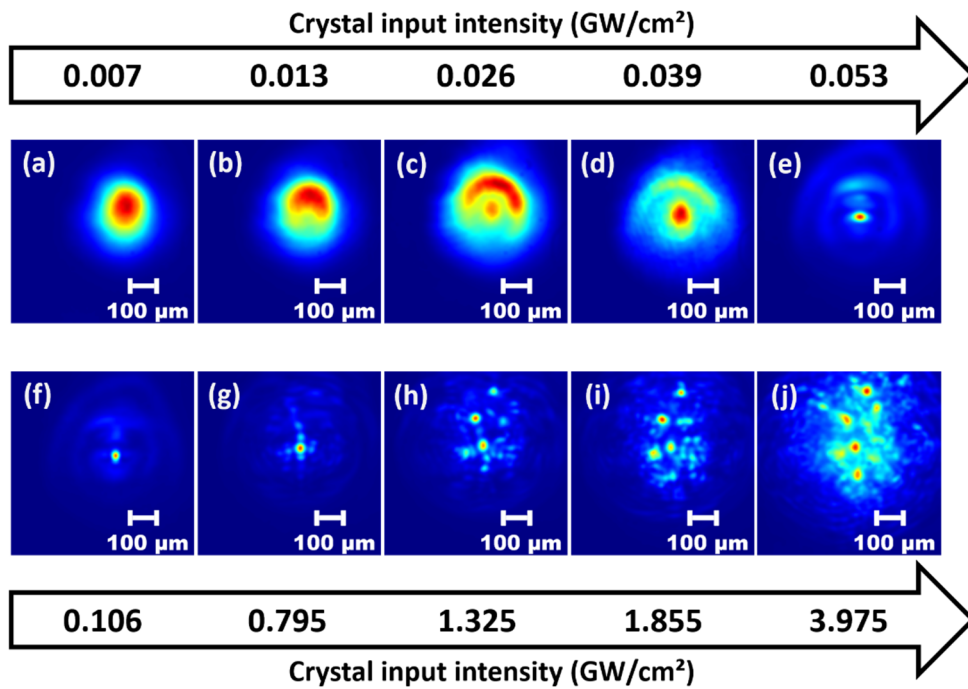 Crystal input intensity (GW/cm²)
0.007 0.013 0.026 0.039 0.053
(a) (b) (c) (d) (e)
100 µm 100 µm 100 µm 100 µm 100 µm
(f) (g) (h) (i) (j)
100 µm 100 µm 100 µm 100 µm 100 µm
0.106 0.795 1.325 1.855 3.975
Crystal input intensity (GW/cm²)